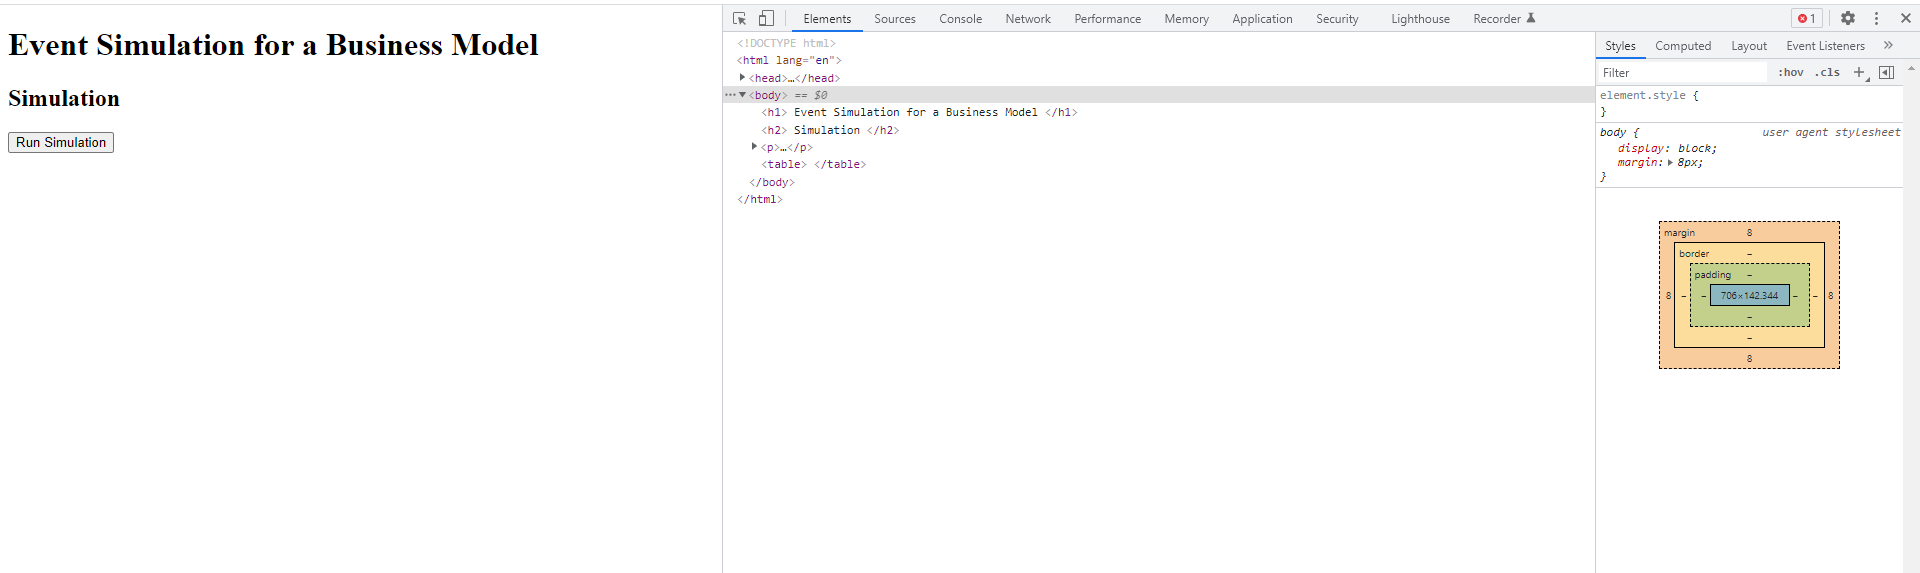 Event Simulation for a Business Model
Simulation
Run Simulation
Elements Sources Console Network Performance Memory Application Security Lighthouse Recorder 1
<!DOCTYPE html>
<html lang="en">
<head>…</head>
<body> == $0
<h1> Event Simulation for a Business Model </h1>
<h2> Simulation </h2>
<p>…</p>
<table> </table>
</body>
</html>
Styles Computed Layout Event Listeners »
Filter :hov .cls +
element.style {
}
body { user agent stylesheet
display: block;
margin: 8px;
}
margin 8
border –
padding –
8 – – 706×142.344 – – 8
–
–
8